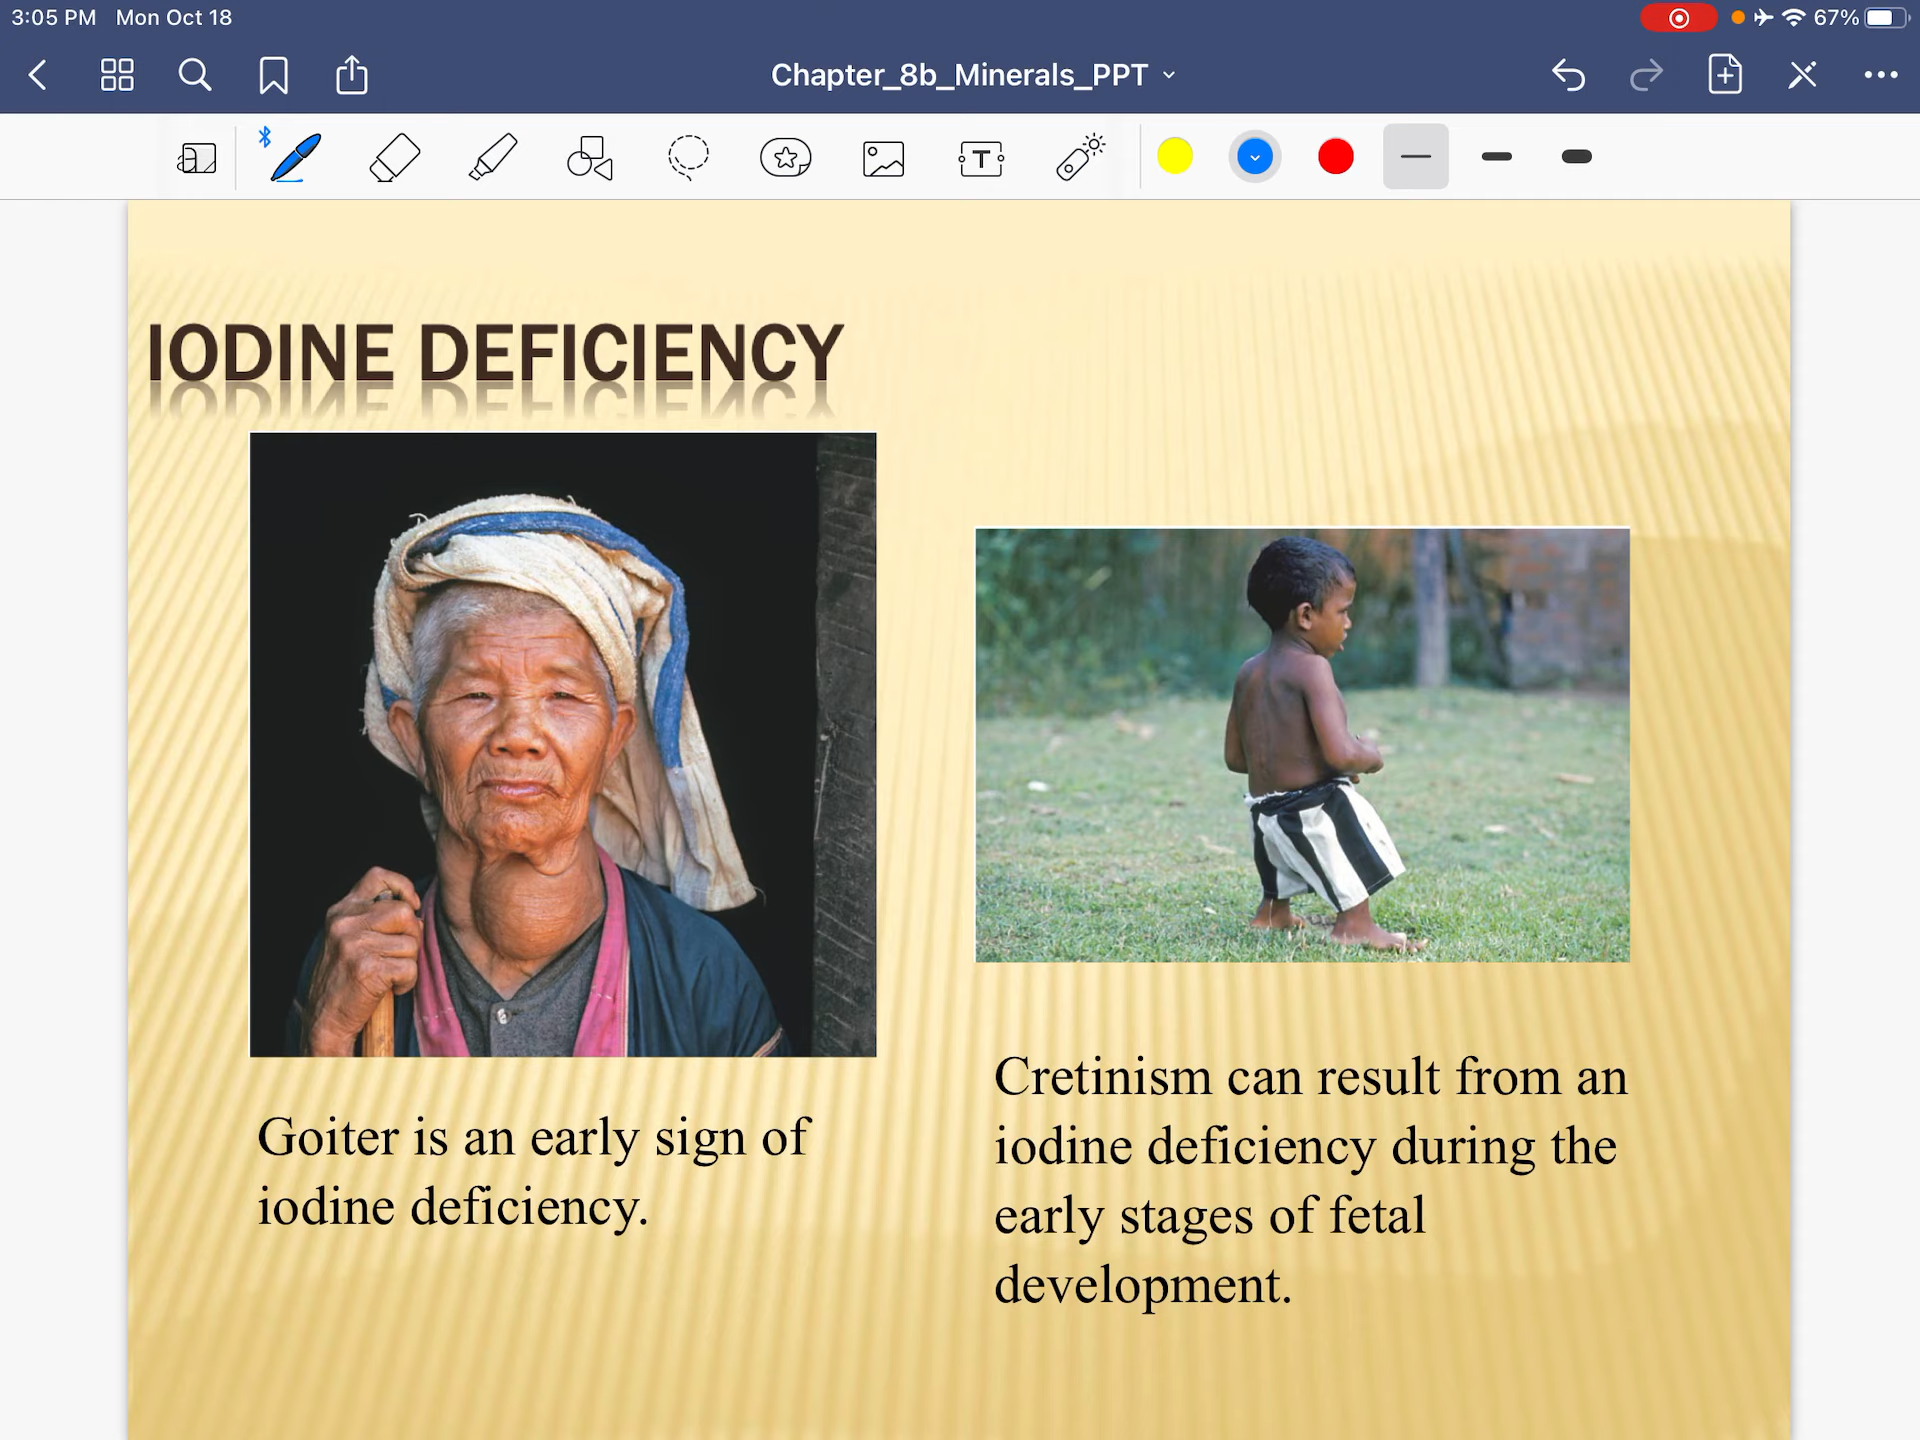 3:05 PM Mon Oct 18
67%
Chapter_8b_Minerals_PPT
IODINE DEFICIENCY
Goiter is an early sign of
iodine deficiency.
Cretinism can result from an
iodine deficiency during the
early stages of fetal
development.